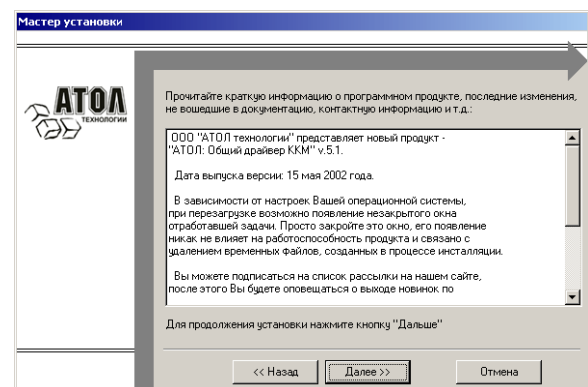 Мастер установки
АТОЛ
ТЕХНОЛОГИИ
Прочитайте краткую информацию о программном продукте, последние изменения,
не вошедшие в документацию, контактную информацию и т.д.:
ООО "АТОЛ технологии" представляет новый продукт -
"АТОЛ: Общий драйвер ККМ" v.5.1.
Дата выпуска версии: 15 мая 2002 года.
В зависимости от настроек Вашей операционной системы,
при перезагрузке возможно появление незакрытого окна
отработавшей задачи. Просто закройте это окно, его появление
никак не влияет на работоспособность продукта и связано с
удалением временных файлов, созданных в процессе инсталляции.
Вы можете подписаться на список рассылки на нашем сайте,
после этого Вы будете оповещаться о выходе новинок по
Для продолжения установки нажмите кнопку "Дальше"
<< Назад
Далее >>
Отмена